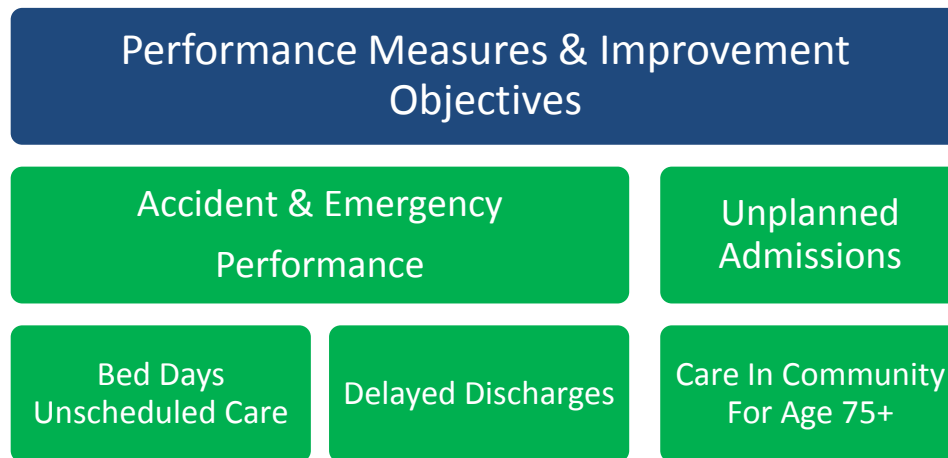 Performance Measures & Improvement
Objectives
Accident & Emergency
Performance
Unplanned
Admissions
Bed Days
Unscheduled Care
Delayed Discharges
Care In Community
For Age 75+